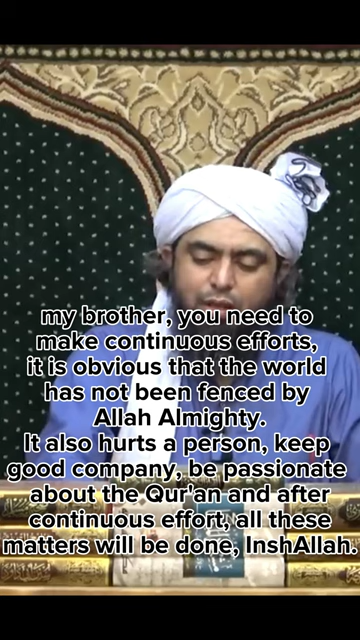 my brother, you need to
make continuous efforts,
it is obvious that the world
has not been fenced by
Allah Almighty.
It also hurts a person, keep
good company, be passionate
about the Qur'an and after
continuous effort, all these
matters will be done, InshAllah.